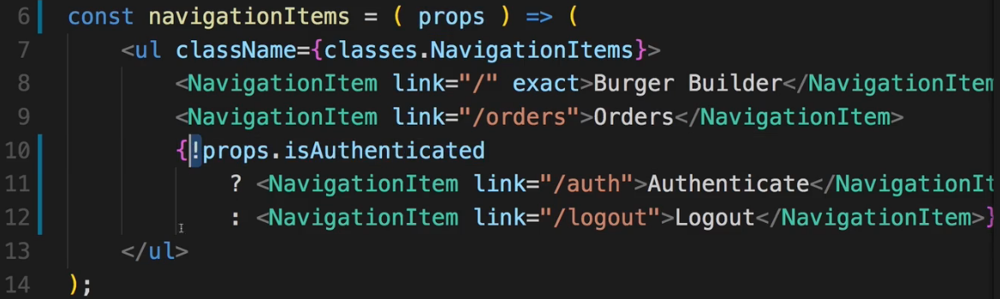 6 const navigationItems = ( props ) => (
7 <ul className={classes.NavigationItems}>
8 <NavigationItem link="/" exact>Burger Builder</NavigationItem
9 <NavigationItem link="/orders">Orders</NavigationItem>
10 {!props.isAuthenticated
11 ? <NavigationItem link="/auth">Authenticate</NavigationIt
12 : <NavigationItem link="/logout">Logout</NavigationItem>}
13 </ul>
14 );